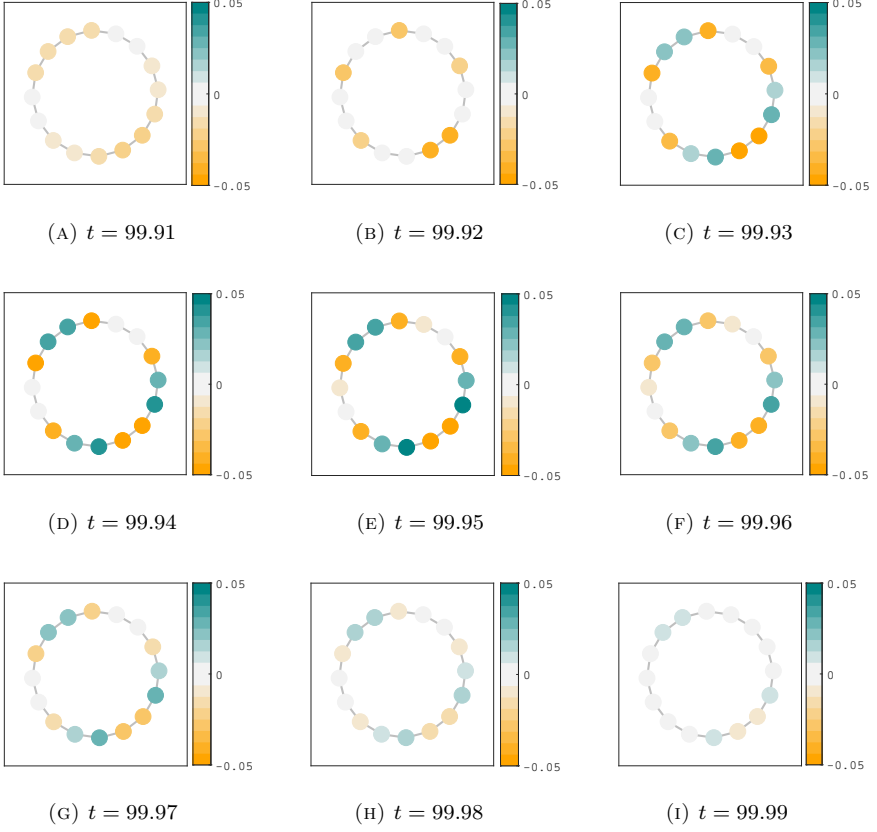 0.05 0.05 0.05
0 0 0
-0.05 -0.05 -0.05
(A) t = 99.91 (B) t = 99.92 (C) t = 99.93
0.05 0.05 0.05
0 0 0
-0.05 -0.05 -0.05
(D) t = 99.94 (E) t = 99.95 (F) t = 99.96
0.05 0.05 0.05
0 0 0
-0.05 -0.05 -0.05
(G) t = 99.97 (H) t = 99.98 (I) t = 99.99